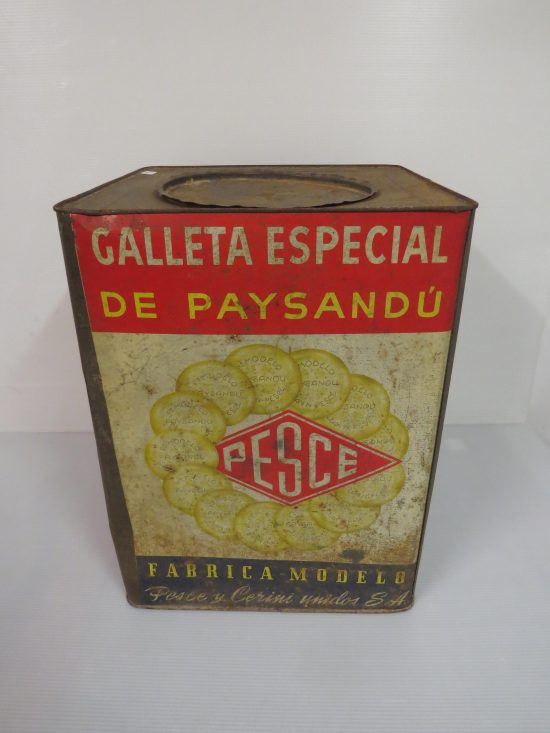 GALLETA ESPECIAL
DE PAYSANDÚ
PESCE
FABRICA MODELO
Pesce y Cerini unidos S.A.